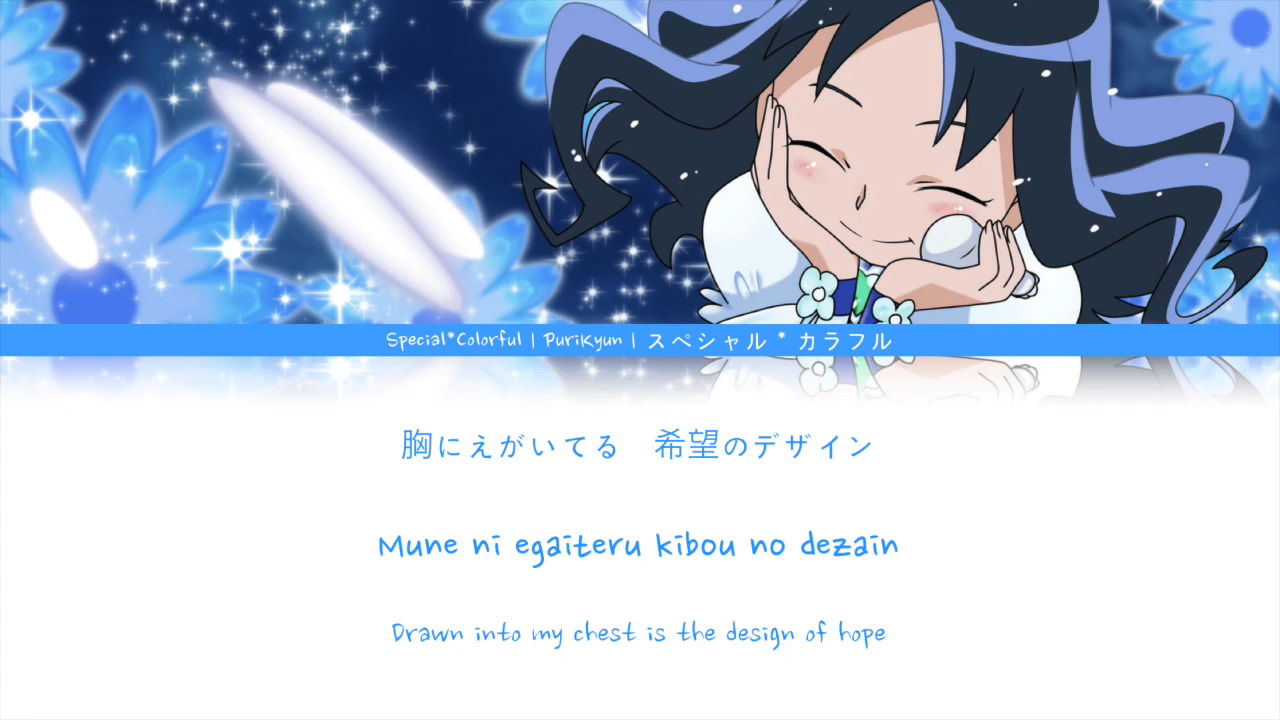 Special*Colorful | PuriKyun | スペシャル * カラフル
胸にえがいてる　希望のデザイン
Mune ni egaiteru kibou no dezain
Drawn into my chest is the design of hope